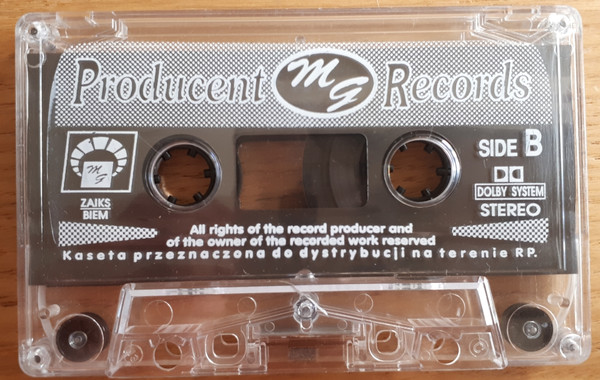 Producent MG Records
SIDE B
MG
ZAIKS
BIEM
DOLBY SYSTEM
STEREO
All rights of the record producer and
of the owner of the recorded work reserved
Kaseta przeznaczona do dystrybucji na terenie RP.